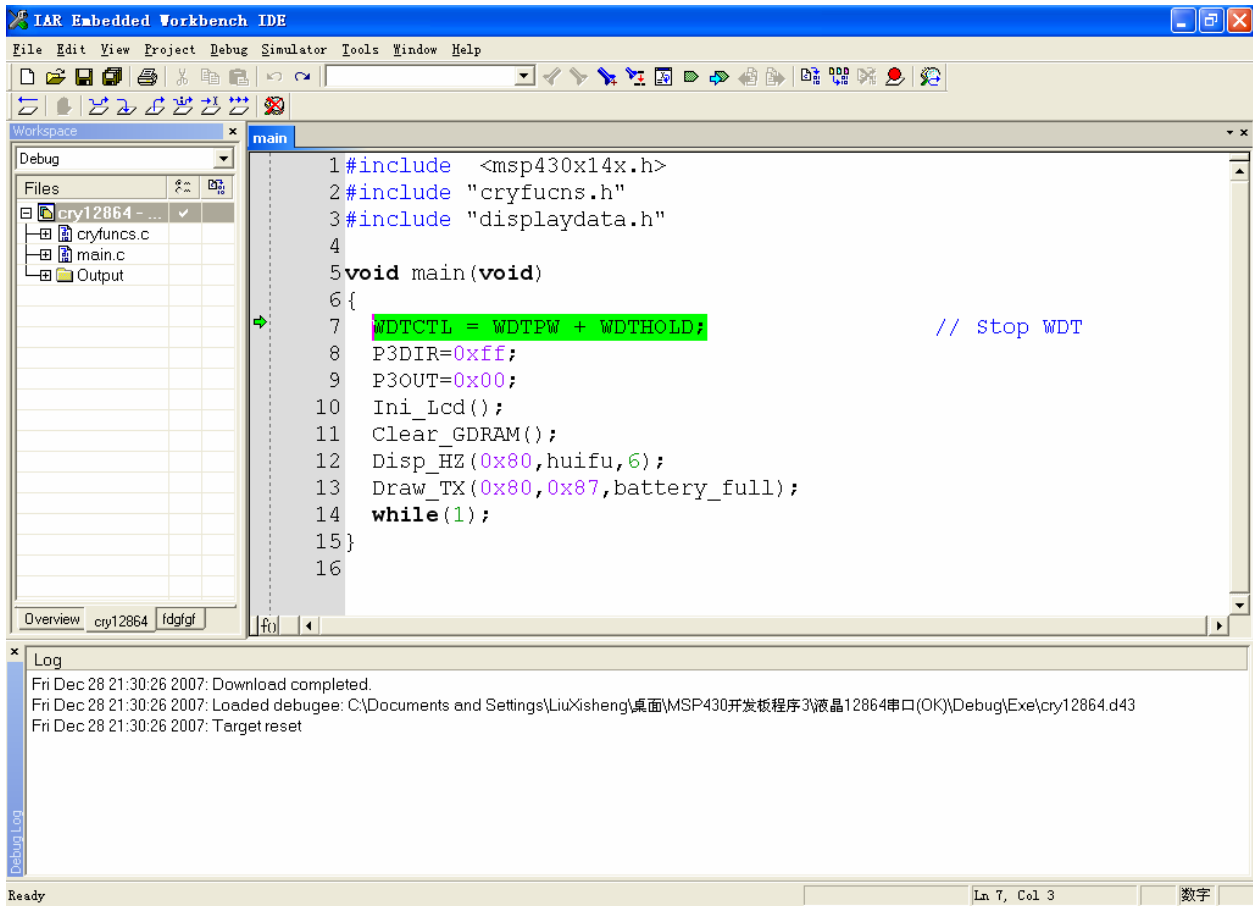 IAR Embedded Workbench IDE
File Edit View Project Debug Simulator Tools Window Help
Workspace
Debug
Files
cry12864 - ...
cryfuncs.c
main.c
Output
Overview cry12864 fdgfgf
main
1 #include  <msp430x14x.h>
2 #include "cryfucns.h"
3 #include "displaydata.h"
4
5 void main(void)
6 {
7   WDTCTL = WDTPW + WDTHOLD;                 // Stop WDT
8   P3DIR=0xff;
9   P3OUT=0x00;
10   Ini_Lcd();
11   Clear_GDRAM();
12   Disp_HZ(0x80,huifu,6);
13   Draw_TX(0x80,0x87,battery_full);
14   while(1);
15 }
16
f()
Log
Fri Dec 28 21:30:26 2007: Download completed.
Fri Dec 28 21:30:26 2007: Loaded debugee: C:\Documents and Settings\LiuXisheng\桌面\MSP430开发板程序3\液晶12864串口(OK)\Debug\Exe\cry12864.d43
Fri Dec 28 21:30:26 2007: Target reset
Debug Log
Ready
Ln 7, Col 3
数字